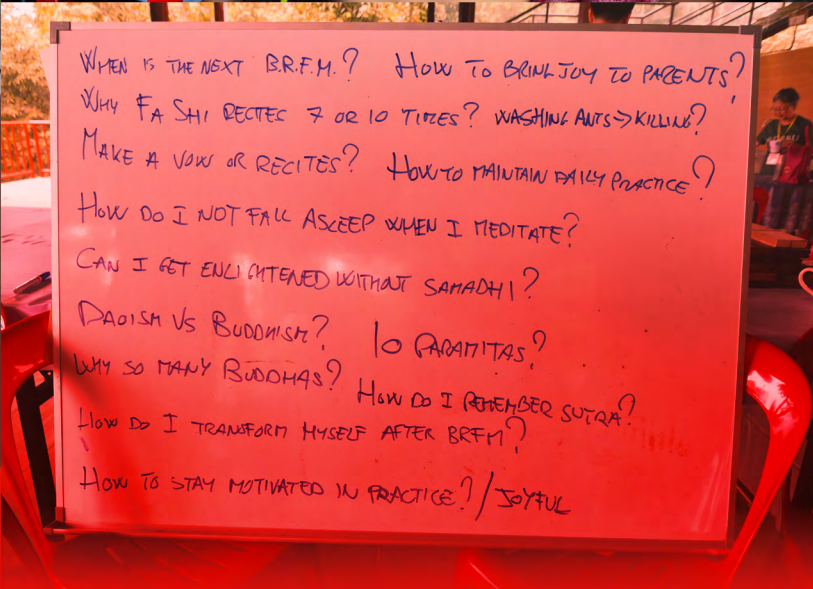 WHEN IS THE NEXT B.R.F.M.? HOW TO BRING JOY TO PARENTS?
WHY FA SHI RECITES 7 OR 10 TIMES? WASHING ANTS => KILLING?
MAKE A VOW OR RECITES? HOW TO MAINTAIN DAILY PRACTICE?
HOW DO I NOT FALL ASLEEP WHEN I MEDITATE?
CAN I GET ENLIGHTENED WITHOUT SAMADHI?
DAOISM VS BUDDHISM? 10 PARAMITAS?
WHY SO MANY BUDDHAS? HOW DO I REMEMBER SUTRA?
HOW DO I TRANSFORM MYSELF AFTER BRFM?
HOW TO STAY MOTIVATED IN PRACTICE? / JOYFUL